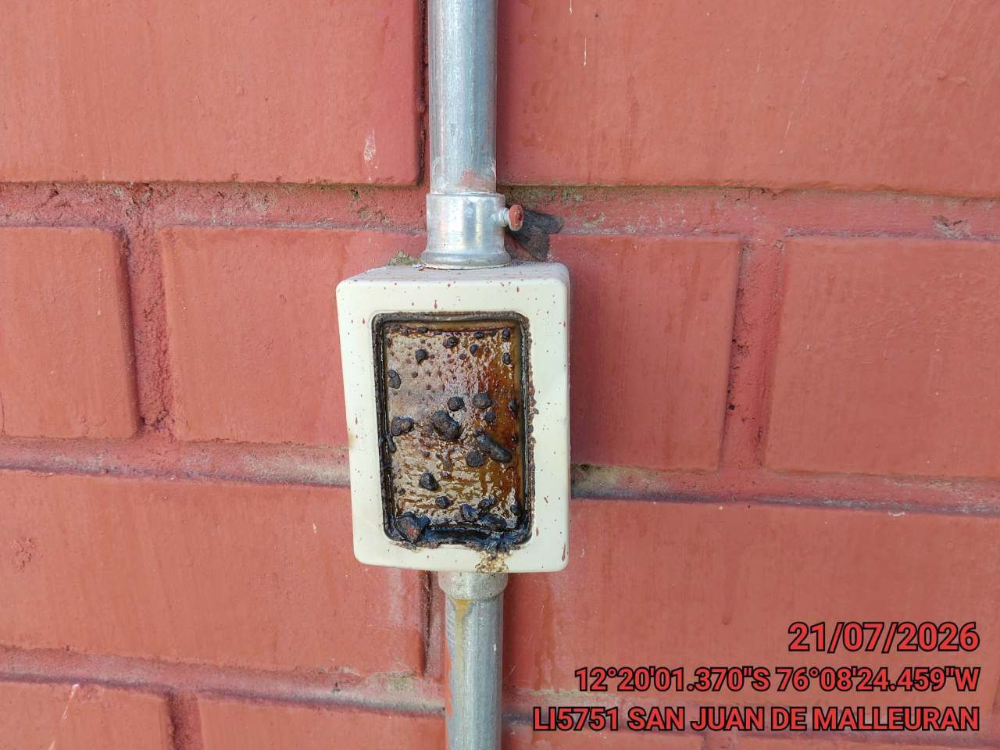 21/07/2026
12°20'01.370"S 76°08'24.459"W
LI5751 SAN JUAN DE MALLEURAN